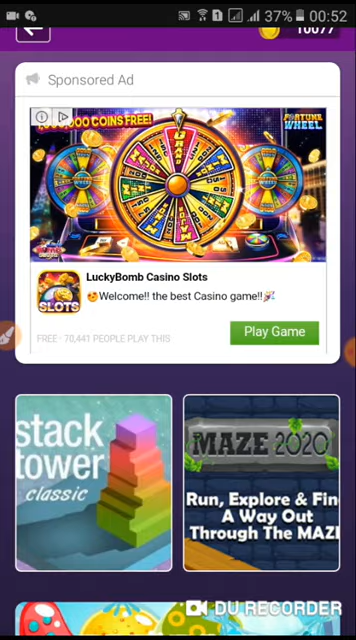 37% 00:52
10077
Sponsored Ad
COINS FREE!
FORTUNE
WHEEL
GRAND
LuckyBomb Casino Slots
SLOTS
😍Welcome!! the best Casino game!!🎉
FREE · 70,441 PEOPLE PLAY THIS
Play Game
stack
tower
classic
MAZE 2020
Run, Explore & Fin
A Way Out
Through The MAZE
DU RECORDER